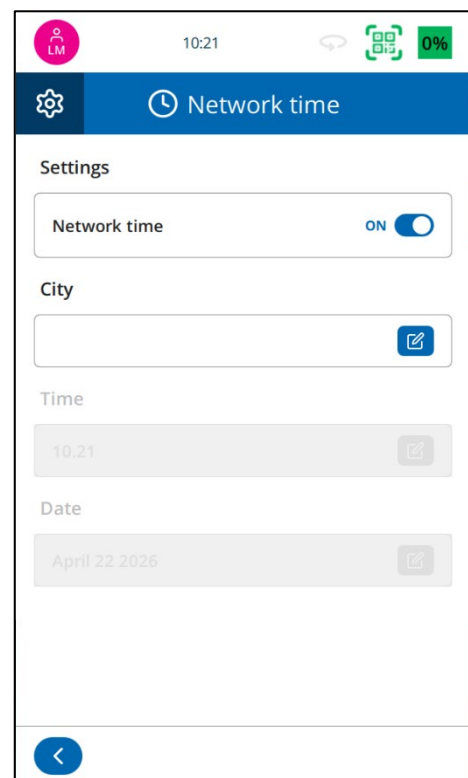 LM
10:21
0%
Network time
Settings
Network time ON
City
Time
10.21
Date
April 22 2026